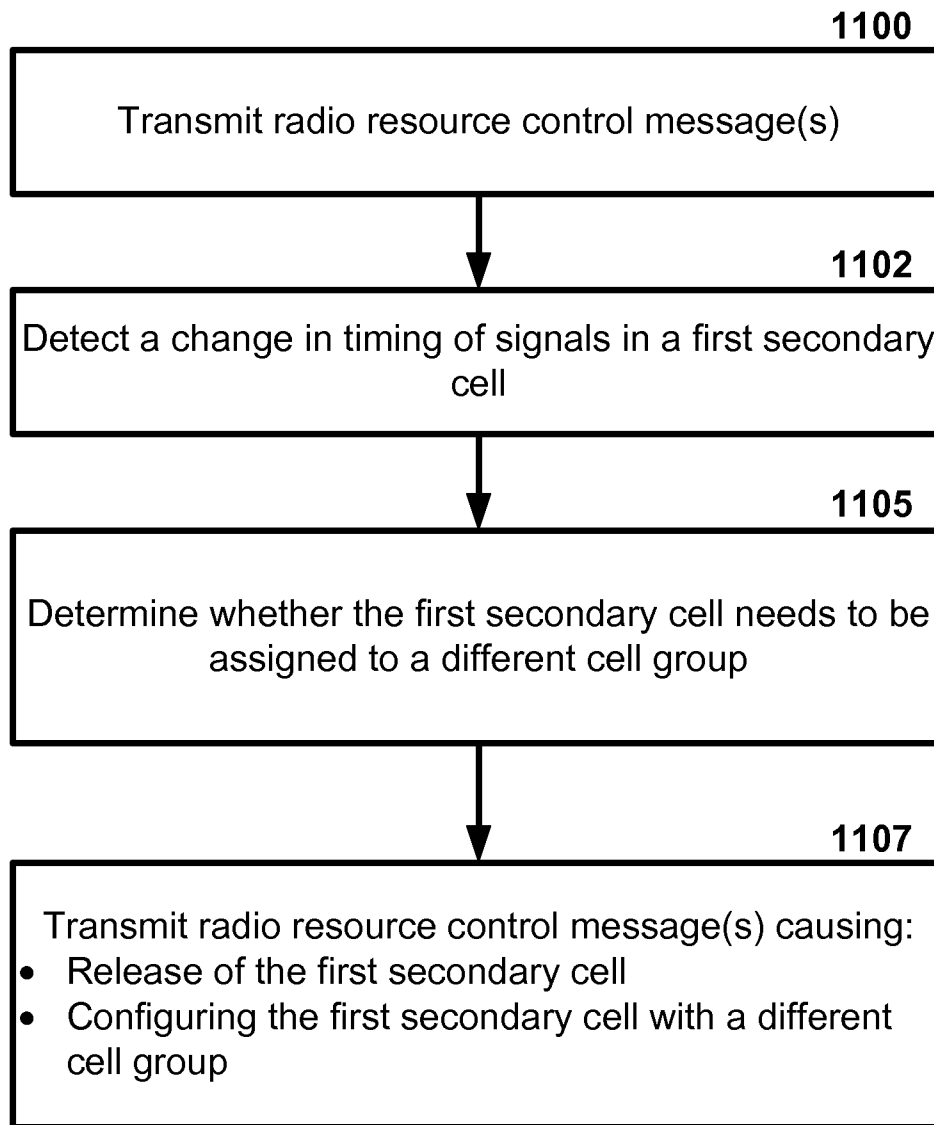 1100
Transmit radio resource control message(s)
1102
Detect a change in timing of signals in a first secondary
cell
1105
Determine whether the first secondary cell needs to be
assigned to a different cell group
1107
Transmit radio resource control message(s) causing:
• Release of the first secondary cell
• Configuring the first secondary cell with a different
cell group